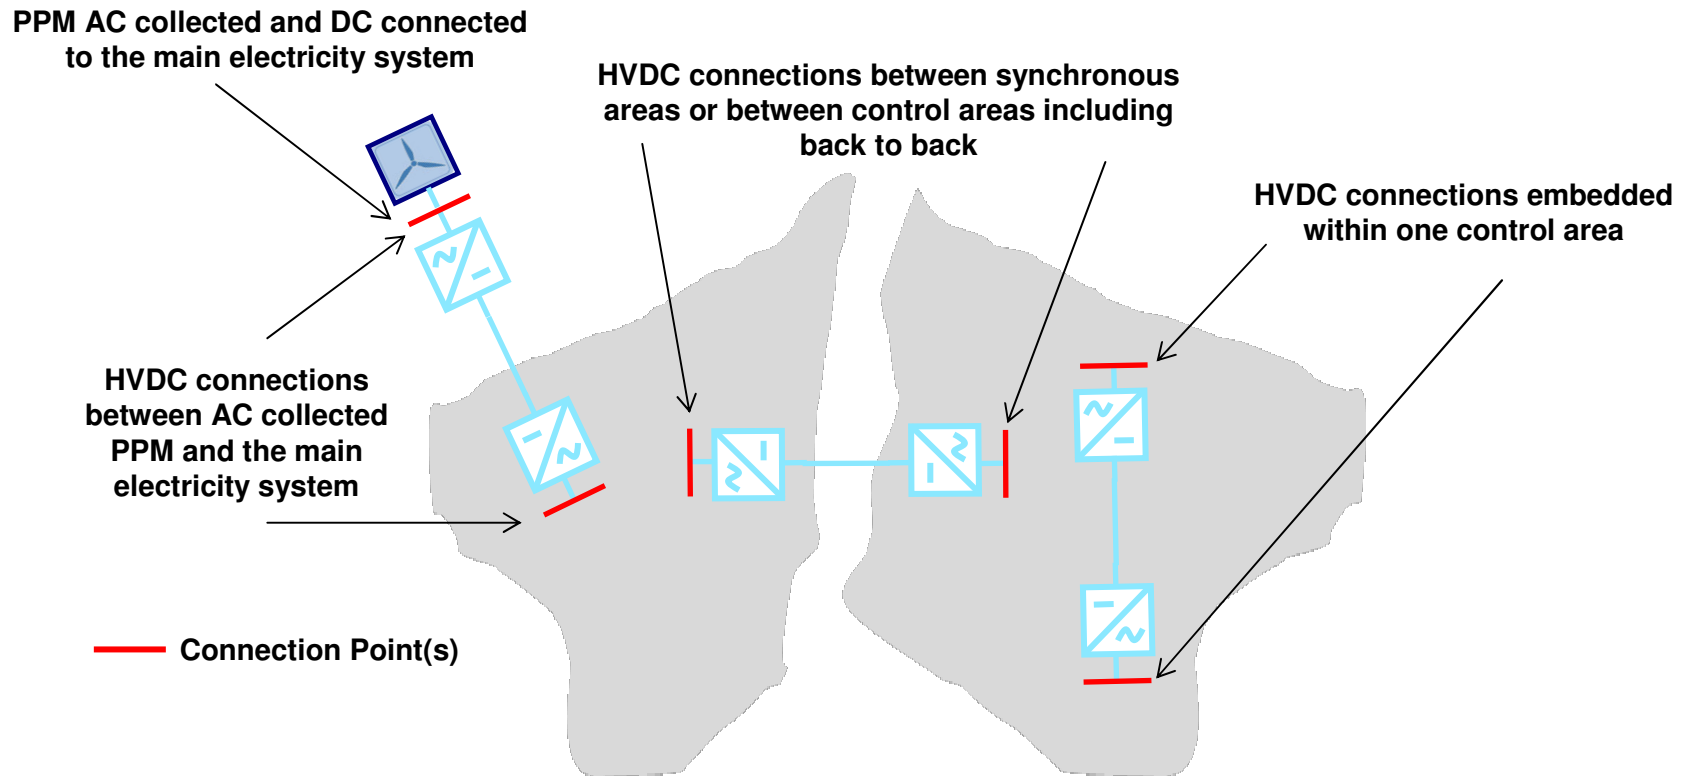 PPM AC collected and DC connected
to the main electricity system
HVDC connections between synchronous
areas or between control areas including
back to back
HVDC connections embedded
within one control area
HVDC connections
between AC collected
PPM and the main
electricity system
Connection Point(s)